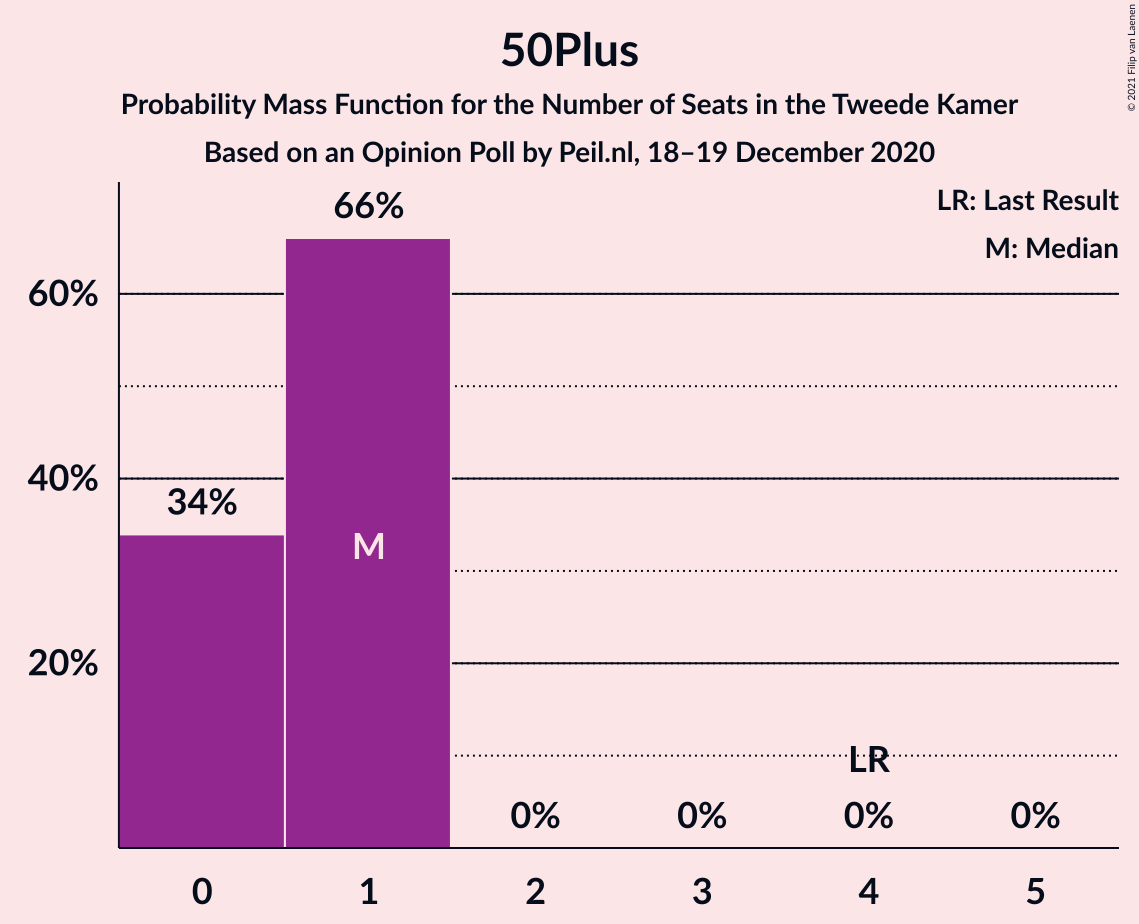 50Plus
Probability Mass Function for the Number of Seats in the Tweede Kamer
Based on an Opinion Poll by Peil.nl, 18–19 December 2020
© 2021 Filip van Laenen
LR: Last Result
M: Median
66%
60%
40%
34%
M
20%
LR
0% 0% 0% 0%
0 1 2 3 4 5